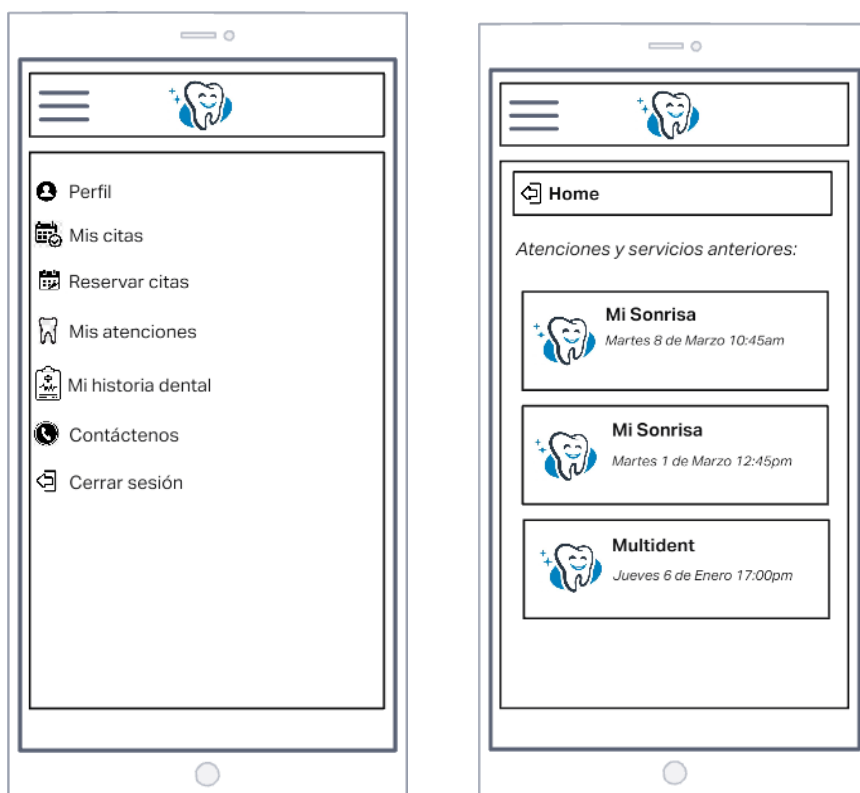 Perfil
Mis citas
Reservar citas
Mis atenciones
Mi historia dental
Contáctenos
Cerrar sesión
Home
Atenciones y servicios anteriores:
Mi Sonrisa
Martes 8 de Marzo 10:45am
Mi Sonrisa
Martes 1 de Marzo 12:45pm
Multident
Jueves 6 de Enero 17:00pm